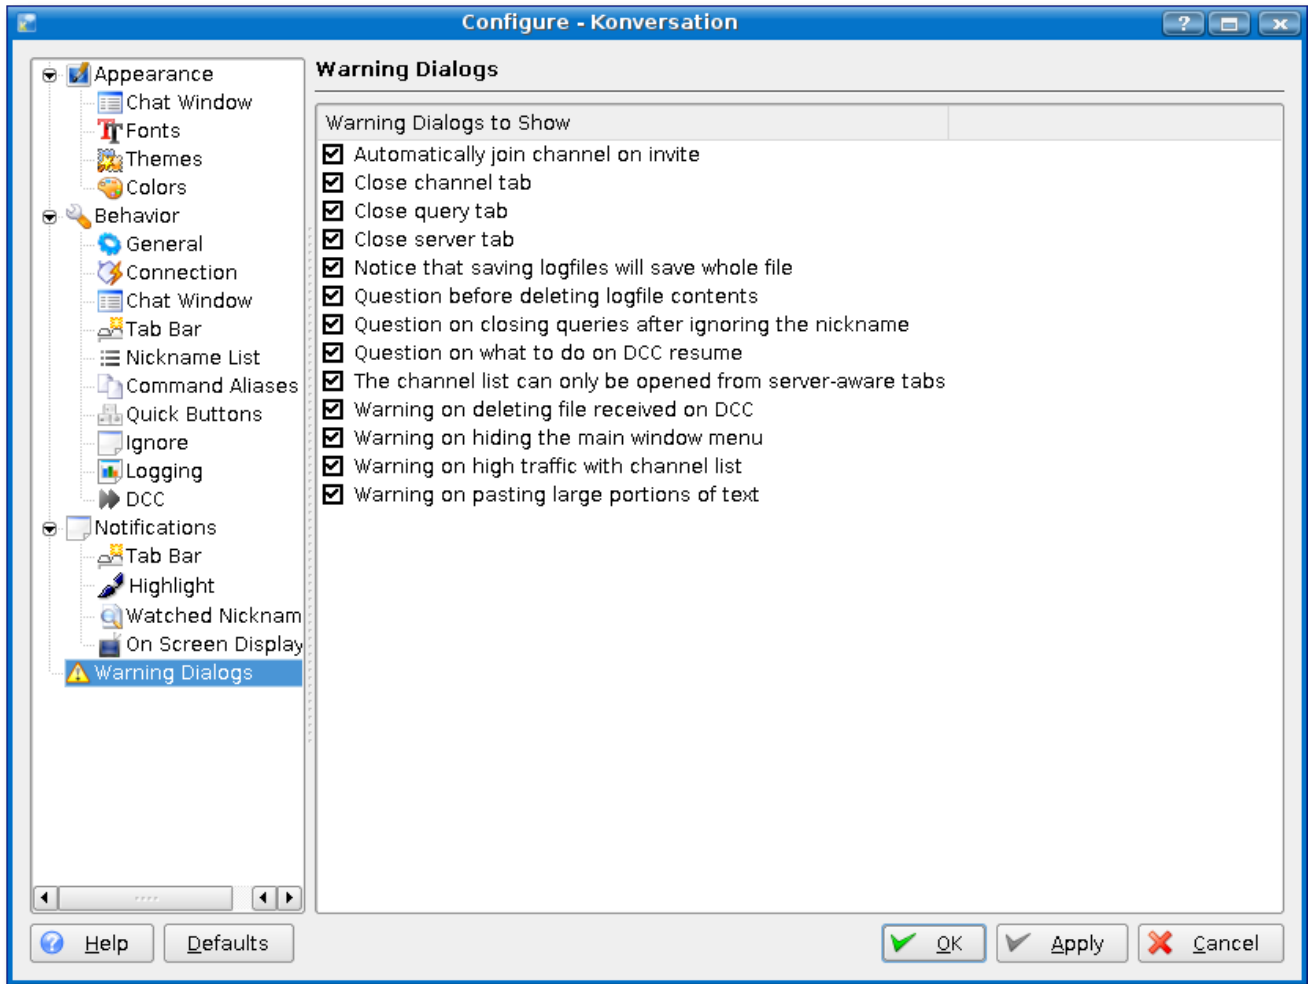 Configure - Konversation
Appearance
Chat Window
Fonts
Themes
Colors
Behavior
General
Connection
Chat Window
Tab Bar
Nickname List
Command Aliases
Quick Buttons
Ignore
Logging
DCC
Notifications
Tab Bar
Highlight
Watched Nicknam
On Screen Display
Warning Dialogs
Warning Dialogs
Warning Dialogs to Show
Automatically join channel on invite
Close channel tab
Close query tab
Close server tab
Notice that saving logfiles will save whole file
Question before deleting logfile contents
Question on closing queries after ignoring the nickname
Question on what to do on DCC resume
The channel list can only be opened from server-aware tabs
Warning on deleting file received on DCC
Warning on hiding the main window menu
Warning on high traffic with channel list
Warning on pasting large portions of text
Help
Defaults
OK
Apply
Cancel